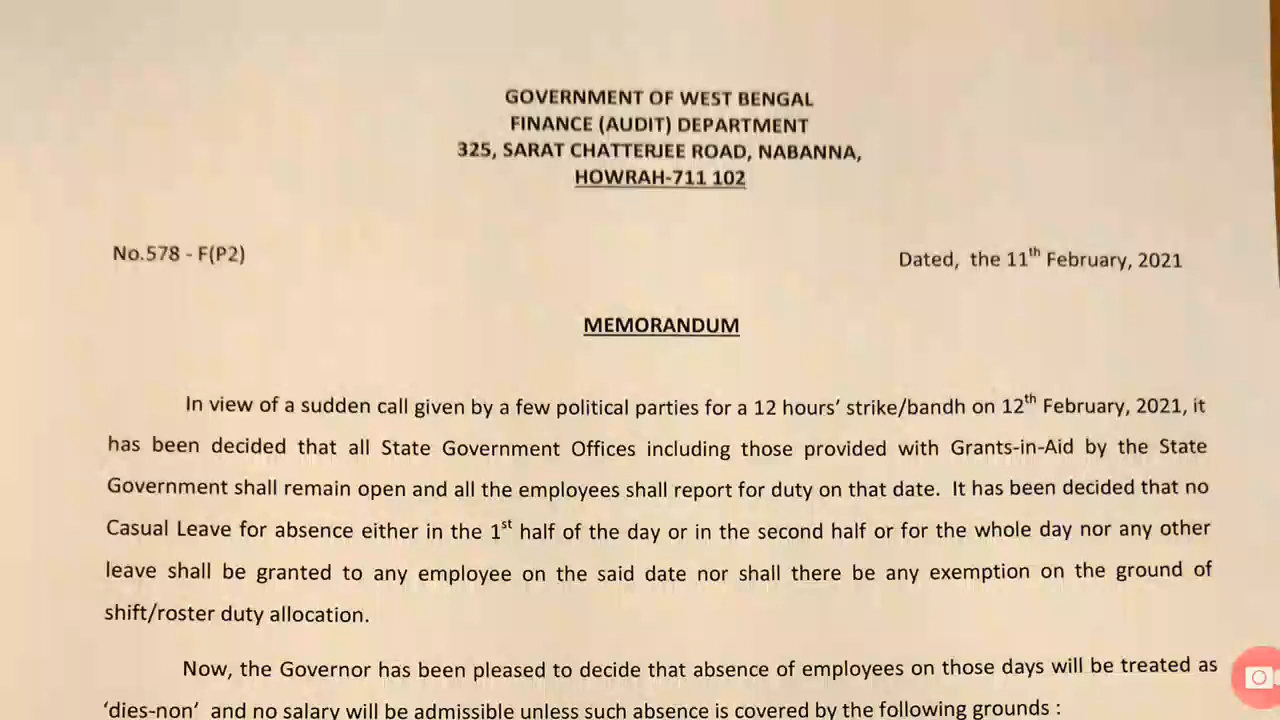 GOVERNMENT OF WEST BENGAL
FINANCE (AUDIT) DEPARTMENT
325, SARAT CHATTERJEE ROAD, NABANNA,
HOWRAH-711 102
No.578 - F(P2)
Dated, the 11th February, 2021
MEMORANDUM
In view of a sudden call given by a few political parties for a 12 hours' strike/bandh on 12th February, 2021, it
has been decided that all State Government Offices including those provided with Grants-in-Aid by the State
Government shall remain open and all the employees shall report for duty on that date. It has been decided that no
Casual Leave for absence either in the 1st half of the day or in the second half or for the whole day nor any other
leave shall be granted to any employee on the said date nor shall there be any exemption on the ground of
shift/roster duty allocation.
Now, the Governor has been pleased to decide that absence of employees on those days will be treated as
'dies-non' and no salary will be admissible unless such absence is covered by the following grounds :